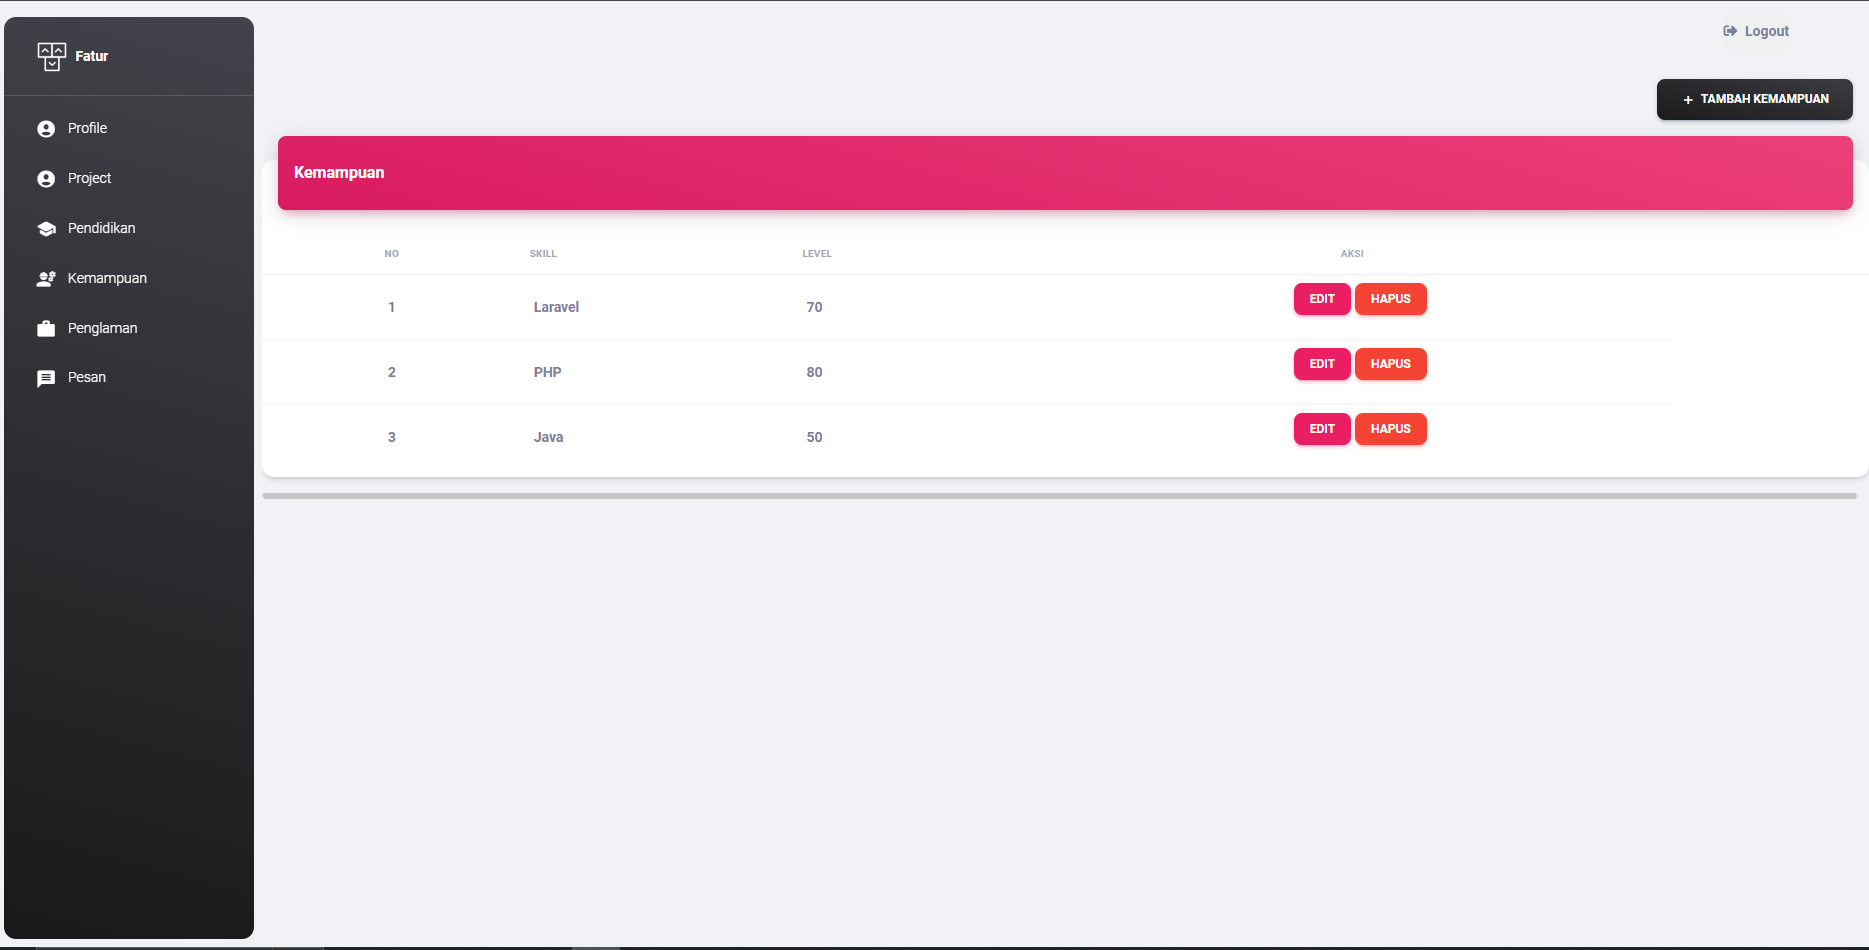 Fatur
Profile
Project
Pendidikan
Kemampuan
Penglaman
Pesan
Logout
+ TAMBAH KEMAMPUAN
Kemampuan
NO SKILL LEVEL AKSI
1 Laravel 70 EDIT HAPUS
2 PHP 80 EDIT HAPUS
3 Java 50 EDIT HAPUS